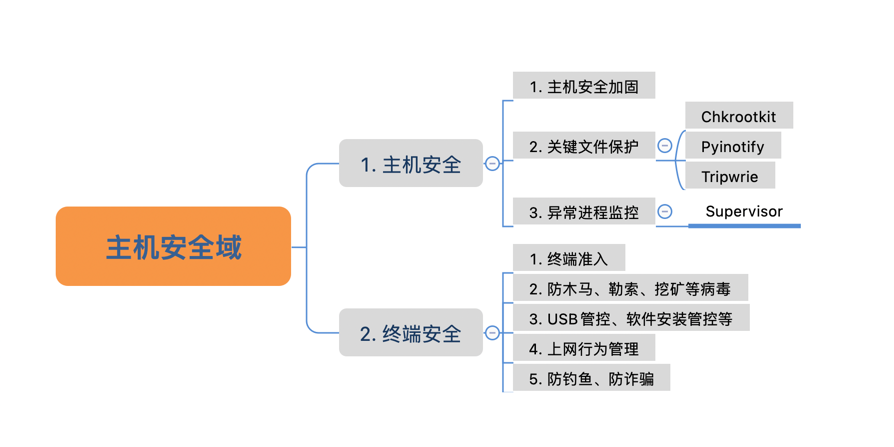 主机安全域
1. 主机安全
1. 主机安全加固
2. 关键文件保护
Chkrootkit
Pyinotify
Tripwrie
3. 异常进程监控
Supervisor
2. 终端安全
1. 终端准入
2. 防木马、勒索、挖矿等病毒
3. USB管控、软件安装管控等
4. 上网行为管理
5. 防钓鱼、防诈骗